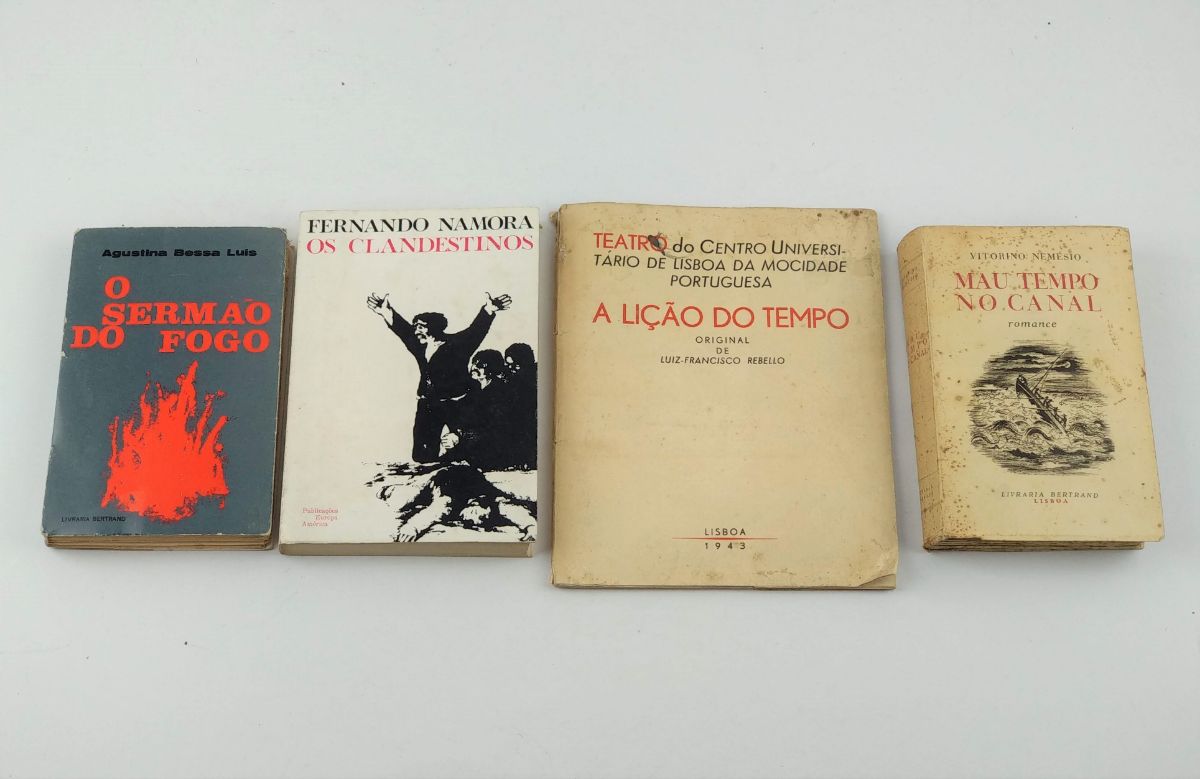 Agustina Bessa Luís
O
SERMÃO
DO FOGO
LIVRARIA BERTRAND
FERNANDO NAMORA
OS CLANDESTINOS
Publicações
Europa
América
TEATRO do CENTRO UNIVERSI-
TÁRIO DE LISBOA DA MOCIDADE
PORTUGUESA
A LIÇÃO DO TEMPO
ORIGINAL
DE
LUIZ-FRANCISCO REBELLO
LISBOA
1943
VITORINO NEMÉSIO
MAU TEMPO
NO CANAL
romance
LIVRARIA BERTRAND
LISBOA